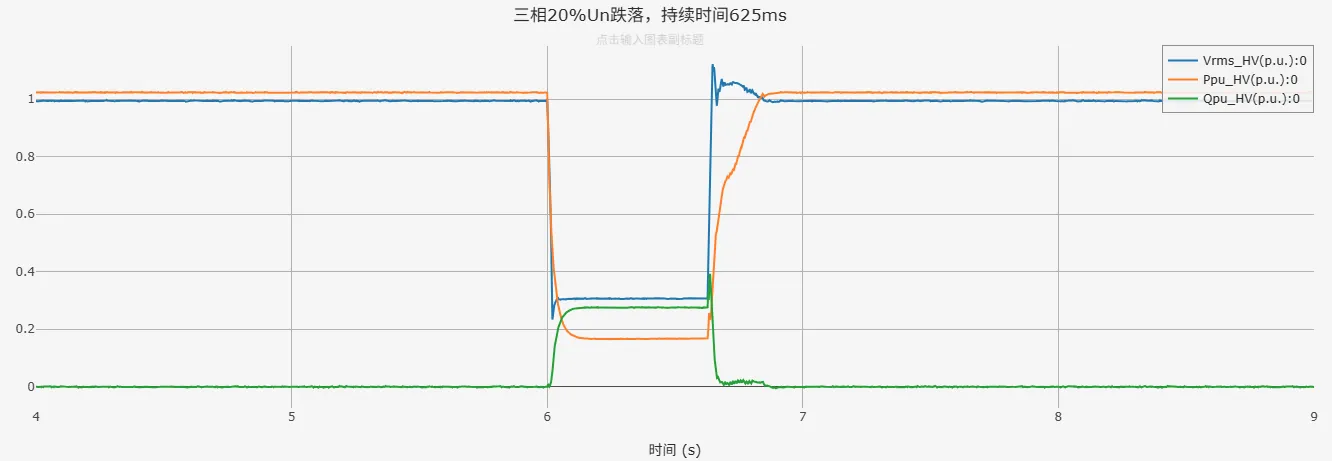 三相20%Un跌落，持续时间625ms
点击输入图表副标题
Vrms_HV(p.u.):0
Ppu_HV(p.u.):0
Qpu_HV(p.u.):0
1
0.8
0.6
0.4
0.2
0
4 5 6 7 8 9
时间 (s)